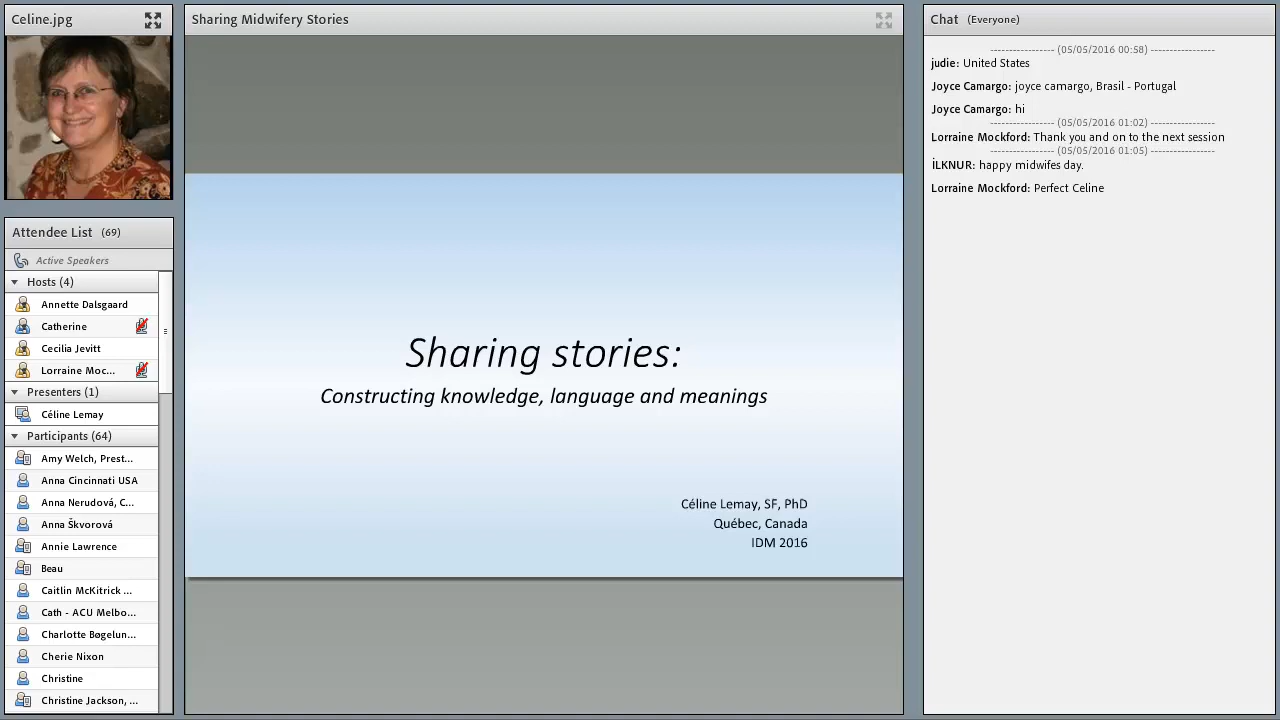 Celine.jpg
Attendee List (69)
Active Speakers
Hosts (4)
Annette Dalsgaard
Catherine
Cecilia Jevitt
Lorraine Moc...
Presenters (1)
Céline Lemay
Participants (64)
Amy Welch, Prest...
Anna Cincinnati USA
Anna Nerudová, C...
Anna Škvorová
Annie Lawrence
Beau
Caitlin McKitrick ...
Cath - ACU Melbo...
Charlotte Bøgelun...
Cherie Nixon
Christine
Christine Jackson, ...
Sharing Midwifery Stories
Sharing stories:
Constructing knowledge, language and meanings
Céline Lemay, SF, PhD
Québec, Canada
IDM 2016
Chat (Everyone)
----------------- (05/05/2016 00:58) -----------------
judie: United States
Joyce Camargo: joyce camargo, Brasil - Portugal
Joyce Camargo: hi
----------------- (05/05/2016 01:02) -----------------
Lorraine Mockford: Thank you and on to the next session
----------------- (05/05/2016 01:05) -----------------
İLKNUR: happy midwifes day.
Lorraine Mockford: Perfect Celine